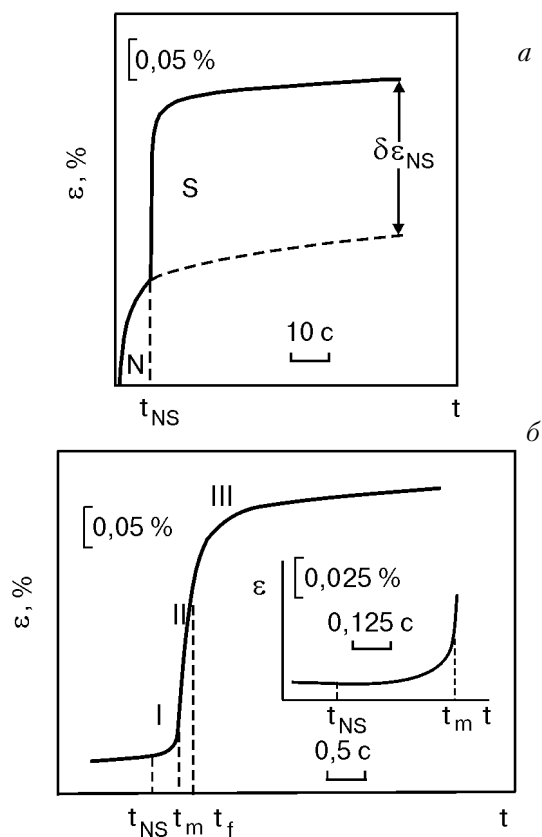 а
0,05 %
ε, %
δε_NS
S
10 с
N
t_NS t
б
0,05 %
ε, %
III
II
I
ε
0,025 %
0,125 с
t_NS t_m t
0,5 с
t_NS t_m t_f t